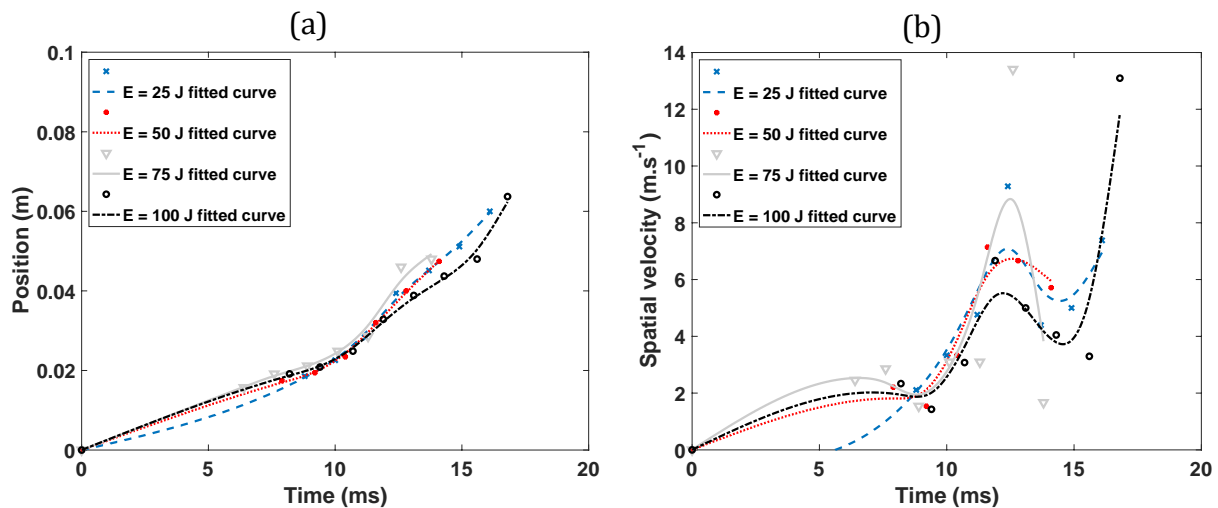 (a)
0.1
0.08
0.06
0.04
0.02
0
0
5
10
15
20
Position (m)
Time (ms)
E = 25 J fitted curve
E = 50 J fitted curve
E = 75 J fitted curve
E = 100 J fitted curve
(b)
14
12
10
8
6
4
2
0
0
5
10
15
20
Spatial velocity (m.s⁻¹)
Time (ms)
E = 25 J fitted curve
E = 50 J fitted curve
E = 75 J fitted curve
E = 100 J fitted curve